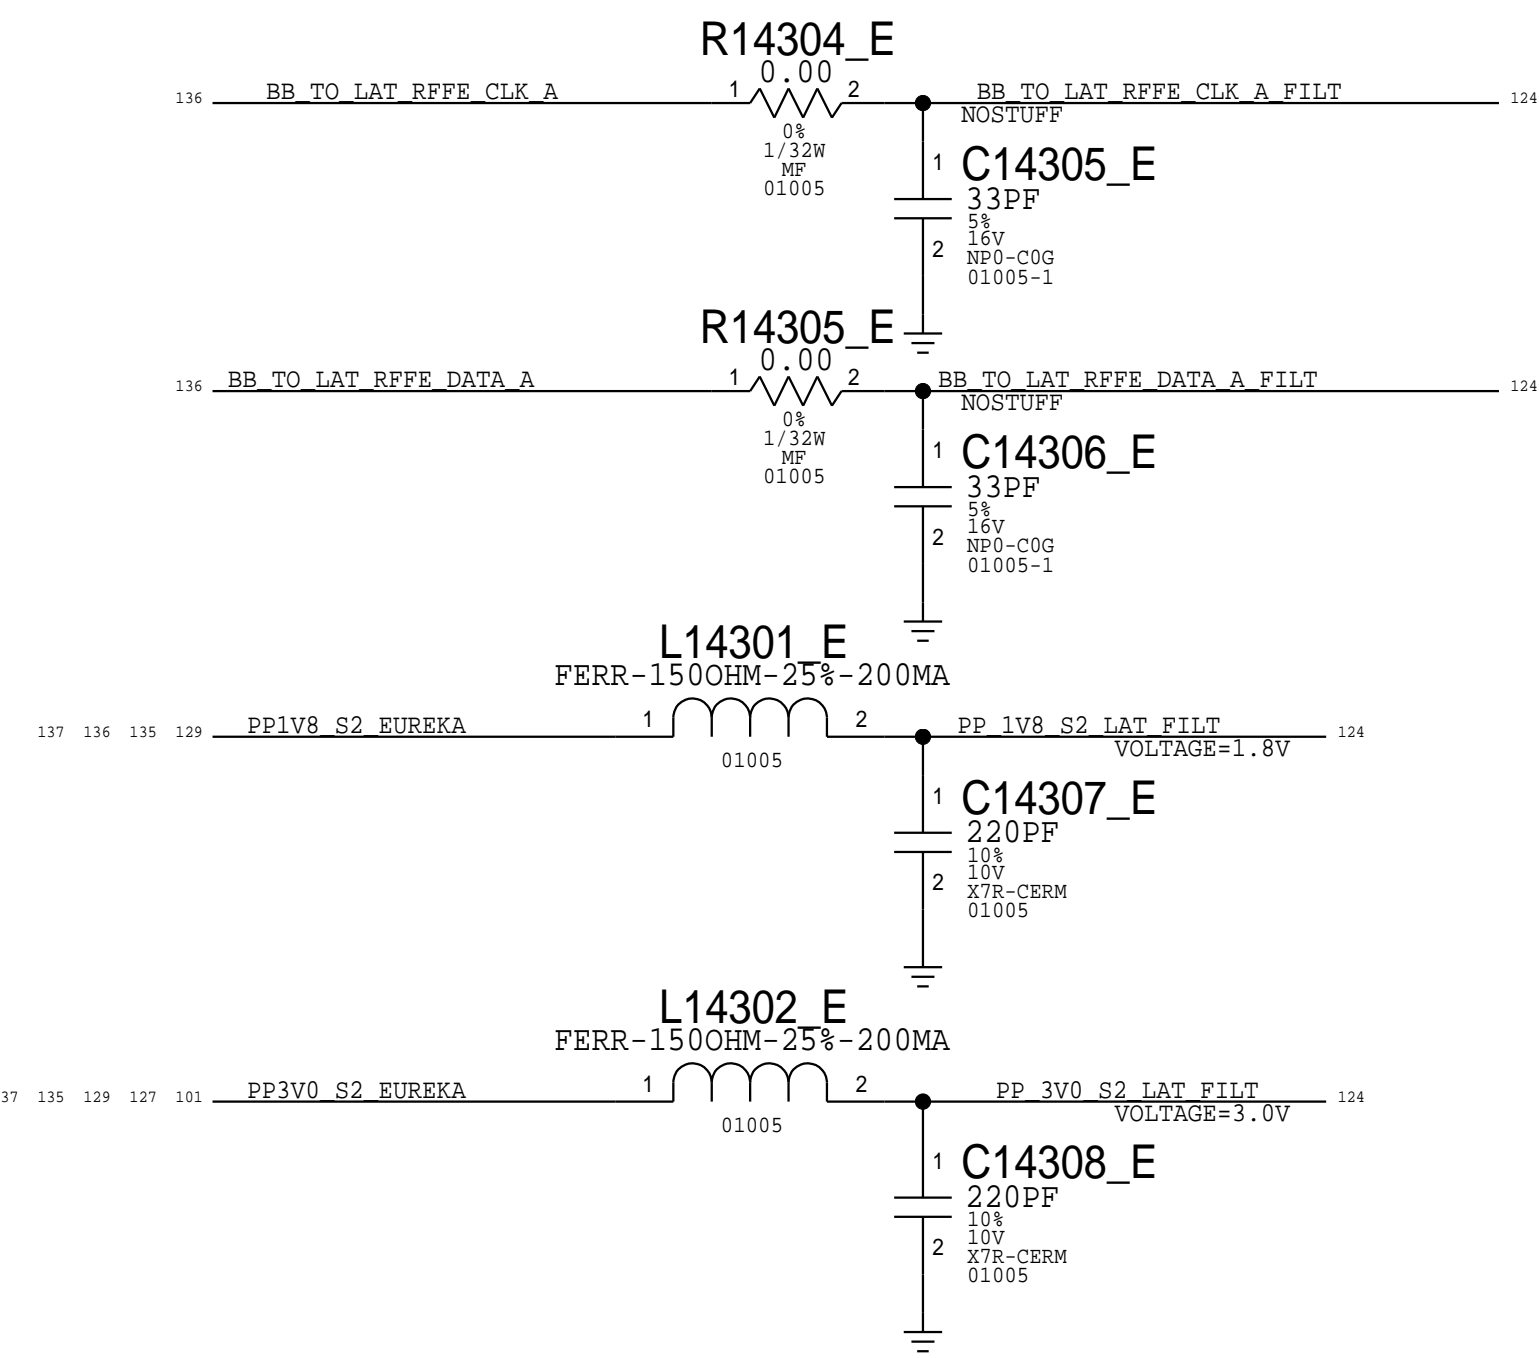 R14304_E
0.00
136 BB_TO_LAT_RFFE_CLK_A 1 2 BB_TO_LAT_RFFE_CLK_A_FILT 124
NOSTUFF
0%
1/32W
MF
01005
1 C14305_E
33PF
5%
16V
2 NP0-C0G
01005-1
R14305_E
0.00
136 BB_TO_LAT_RFFE_DATA_A 1 2 BB_TO_LAT_RFFE_DATA_A_FILT 124
NOSTUFF
0%
1/32W
MF
01005
1 C14306_E
33PF
5%
16V
2 NP0-C0G
01005-1
L14301_E
FERR-150OHM-25%-200MA
137 136 135 129 PP1V8_S2_EUREKA 1 2 PP_1V8_S2_LAT_FILT 124
VOLTAGE=1.8V
01005
1 C14307_E
220PF
10%
10V
2 X7R-CERM
01005
L14302_E
FERR-150OHM-25%-200MA
37 135 129 127 101 PP3V0_S2_EUREKA 1 2 PP_3V0_S2_LAT_FILT 124
VOLTAGE=3.0V
01005
1 C14308_E
220PF
10%
10V
2 X7R-CERM
01005